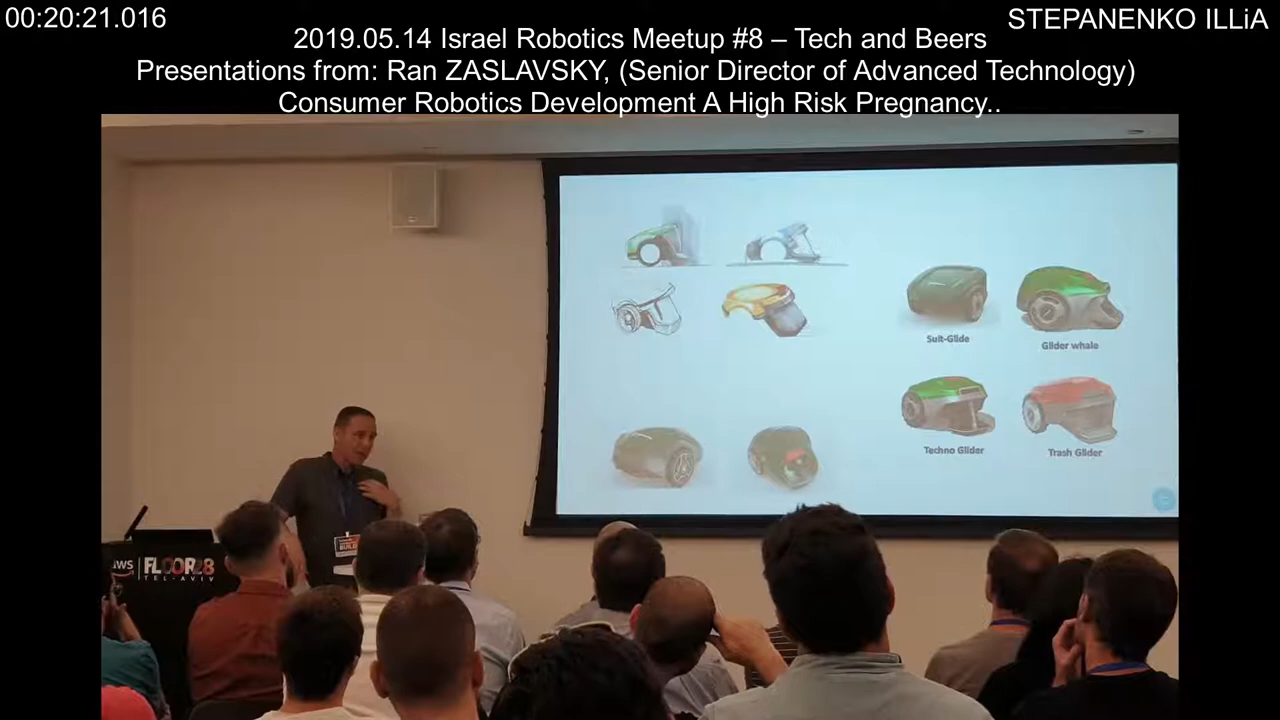 00:20:21.016
STEPANENKO ILLiA
2019.05.14 Israel Robotics Meetup #8 – Tech and Beers
Presentations from: Ran ZASLAVSKY, (Senior Director of Advanced Technology)
Consumer Robotics Development A High Risk Pregnancy..
Suit-Glide
Glider whale
Techno Glider
Trash Glider
aws
FLOOR28
TEL-AVIV
BUILD